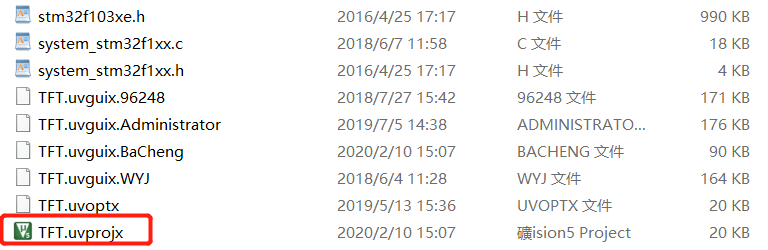 stm32f103xe.h 2016/4/25 17:17 H 文件 990 KB
system_stm32f1xx.c 2018/6/7 11:58 C 文件 18 KB
system_stm32f1xx.h 2016/4/25 17:17 H 文件 4 KB
TFT.uvguix.96248 2018/7/27 15:42 96248 文件 171 KB
TFT.uvguix.Administrator 2019/7/5 14:38 ADMINISTRATO... 176 KB
TFT.uvguix.BaCheng 2020/2/10 15:07 BACHENG 文件 90 KB
TFT.uvguix.WYJ 2018/6/4 11:28 WYJ 文件 164 KB
TFT.uvoptx 2019/5/13 15:36 UVOPTX 文件 20 KB
TFT.uvprojx 2020/2/10 15:07 礦ision5 Project 20 KB